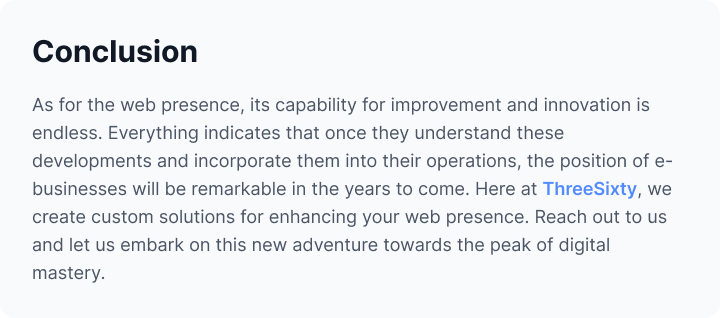 Conclusion
As for the web presence, its capability for improvement and innovation is
endless. Everything indicates that once they understand these
developments and incorporate them into their operations, the position of e-
businesses will be remarkable in the years to come. Here at ThreeSixty, we
create custom solutions for enhancing your web presence. Reach out to us
and let us embark on this new adventure towards the peak of digital
mastery.